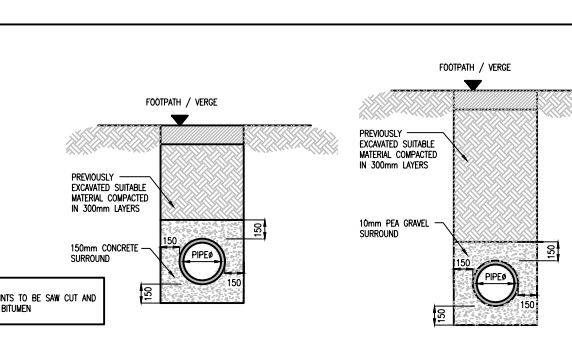 FOOTPATH / VERGE
PREVIOUSLY
EXCAVATED SUITABLE
MATERIAL COMPACTED
IN 300mm LAYERS
150mm CONCRETE
SURROUND
150
150
PIPEØ
150
150
NTS TO BE SAW CUT AND
BITUMEN
FOOTPATH / VERGE
PREVIOUSLY
EXCAVATED SUITABLE
MATERIAL COMPACTED
IN 300mm LAYERS
10mm PEA GRAVEL
SURROUND
150
150
PIPEØ
150
150